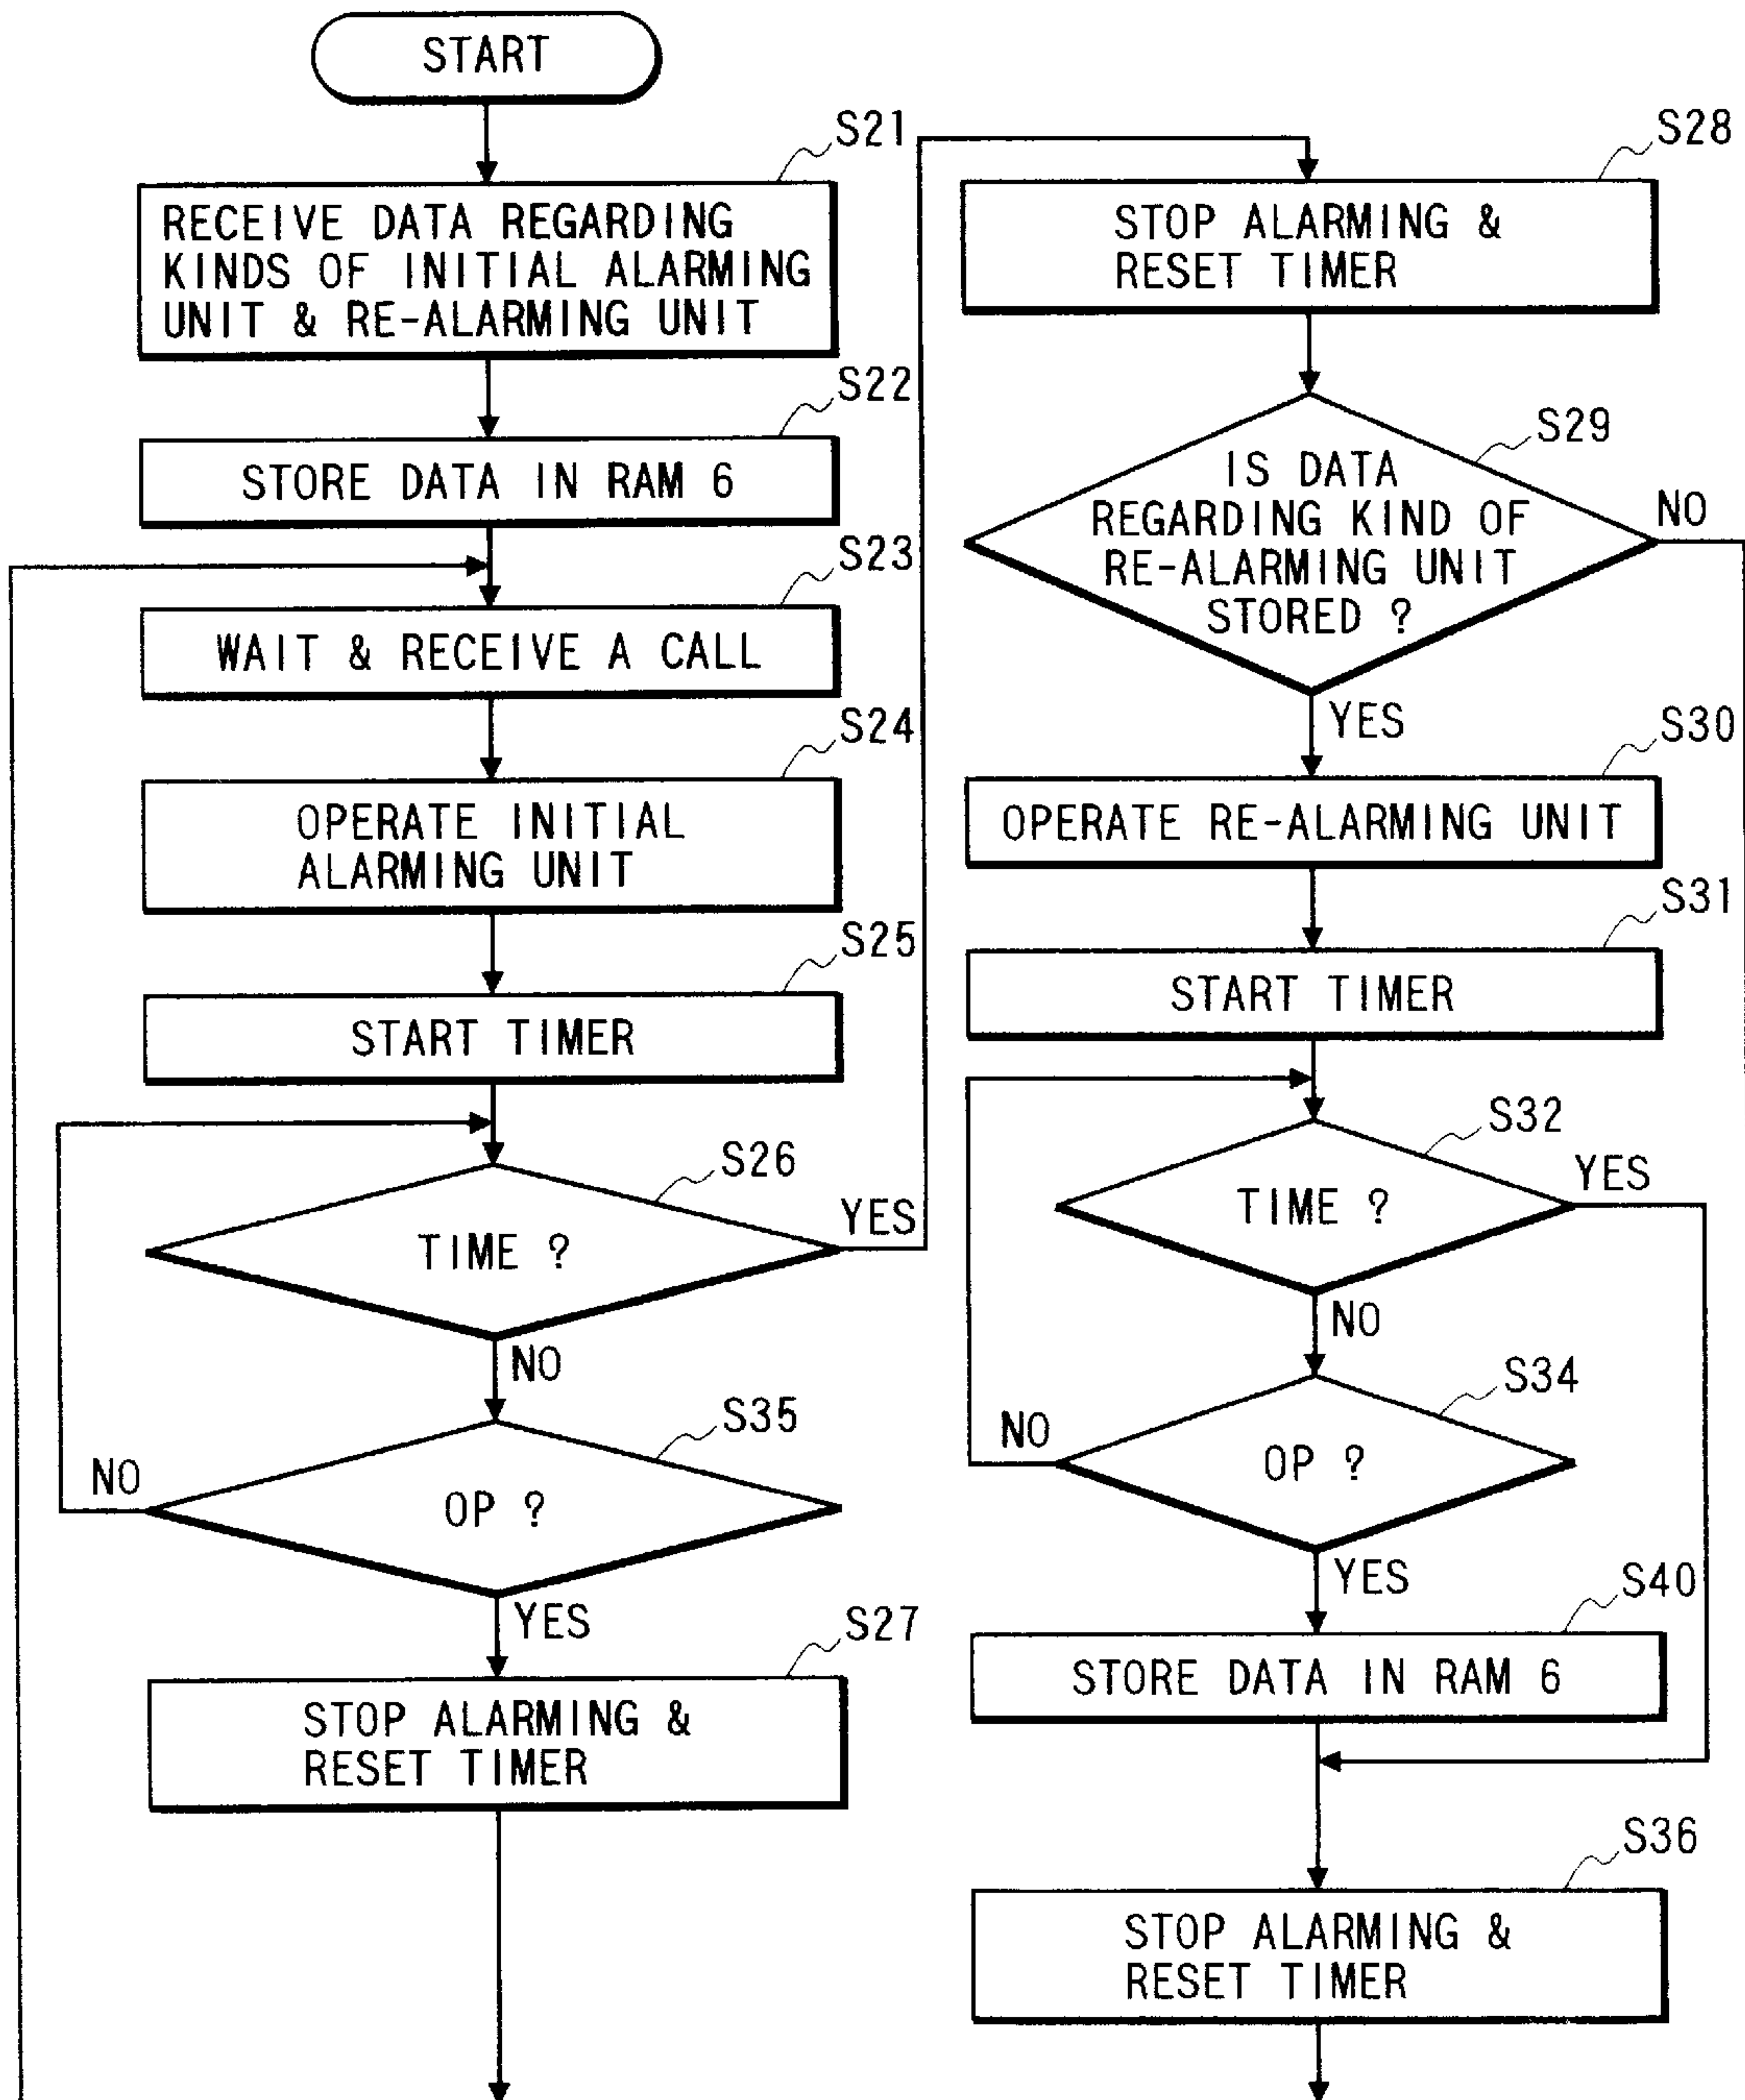 START
S21
RECEIVE DATA REGARDING
KINDS OF INITIAL ALARMING
UNIT & RE-ALARMING UNIT
S22
STORE DATA IN RAM 6
S23
WAIT & RECEIVE A CALL
S24
OPERATE INITIAL
ALARMING UNIT
S25
START TIMER
S26
TIME ?
YES
NO
S35
OP ?
NO
YES
S27
STOP ALARMING &
RESET TIMER
S28
STOP ALARMING &
RESET TIMER
S29
IS DATA
REGARDING KIND OF
RE-ALARMING UNIT
STORED ?
NO
YES
S30
OPERATE RE-ALARMING UNIT
S31
START TIMER
S32
TIME ?
YES
NO
S34
OP ?
NO
YES
S40
STORE DATA IN RAM 6
S36
STOP ALARMING &
RESET TIMER